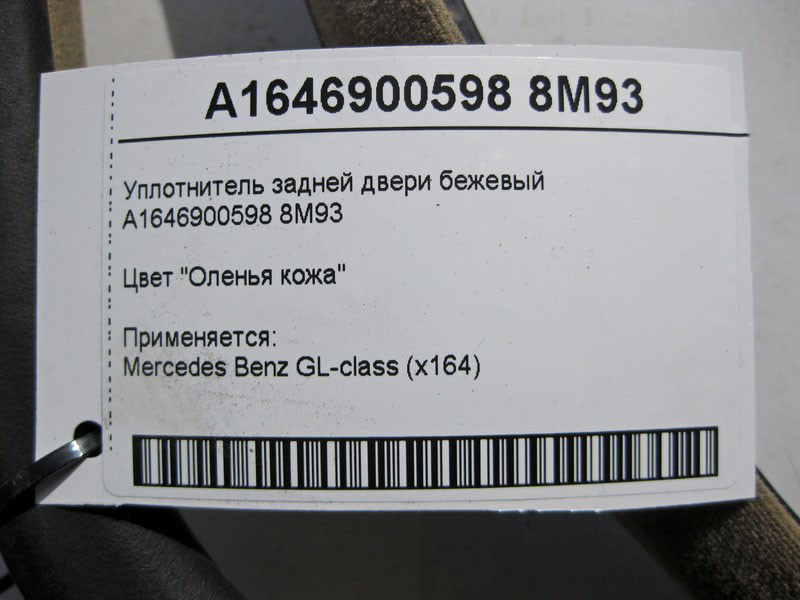 A1646900598 8M93
Уплотнитель задней двери бежевый
A1646900598 8M93
Цвет "Оленья кожа"
Применяется:
Mercedes Benz GL-class (x164)